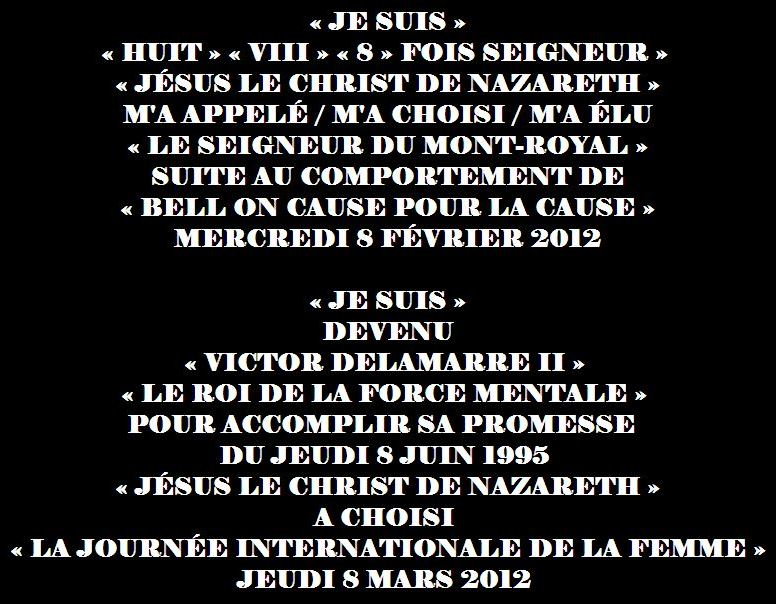 « JE SUIS »
« HUIT » « VIII » « 8 » FOIS SEIGNEUR »
« JÉSUS LE CHRIST DE NAZARETH »
M'A APPELÉ / M'A CHOISI / M'A ÉLU
« LE SEIGNEUR DU MONT-ROYAL »
SUITE AU COMPORTEMENT DE
« BELL ON CAUSE POUR LA CAUSE »
MERCREDI 8 FÉVRIER 2012
« JE SUIS »
DEVENU
« VICTOR DELAMARRE II »
« LE ROI DE LA FORCE MENTALE »
POUR ACCOMPLIR SA PROMESSE
DU JEUDI 8 JUIN 1995
« JÉSUS LE CHRIST DE NAZARETH »
A CHOISI
« LA JOURNÉE INTERNATIONALE DE LA FEMME »
JEUDI 8 MARS 2012